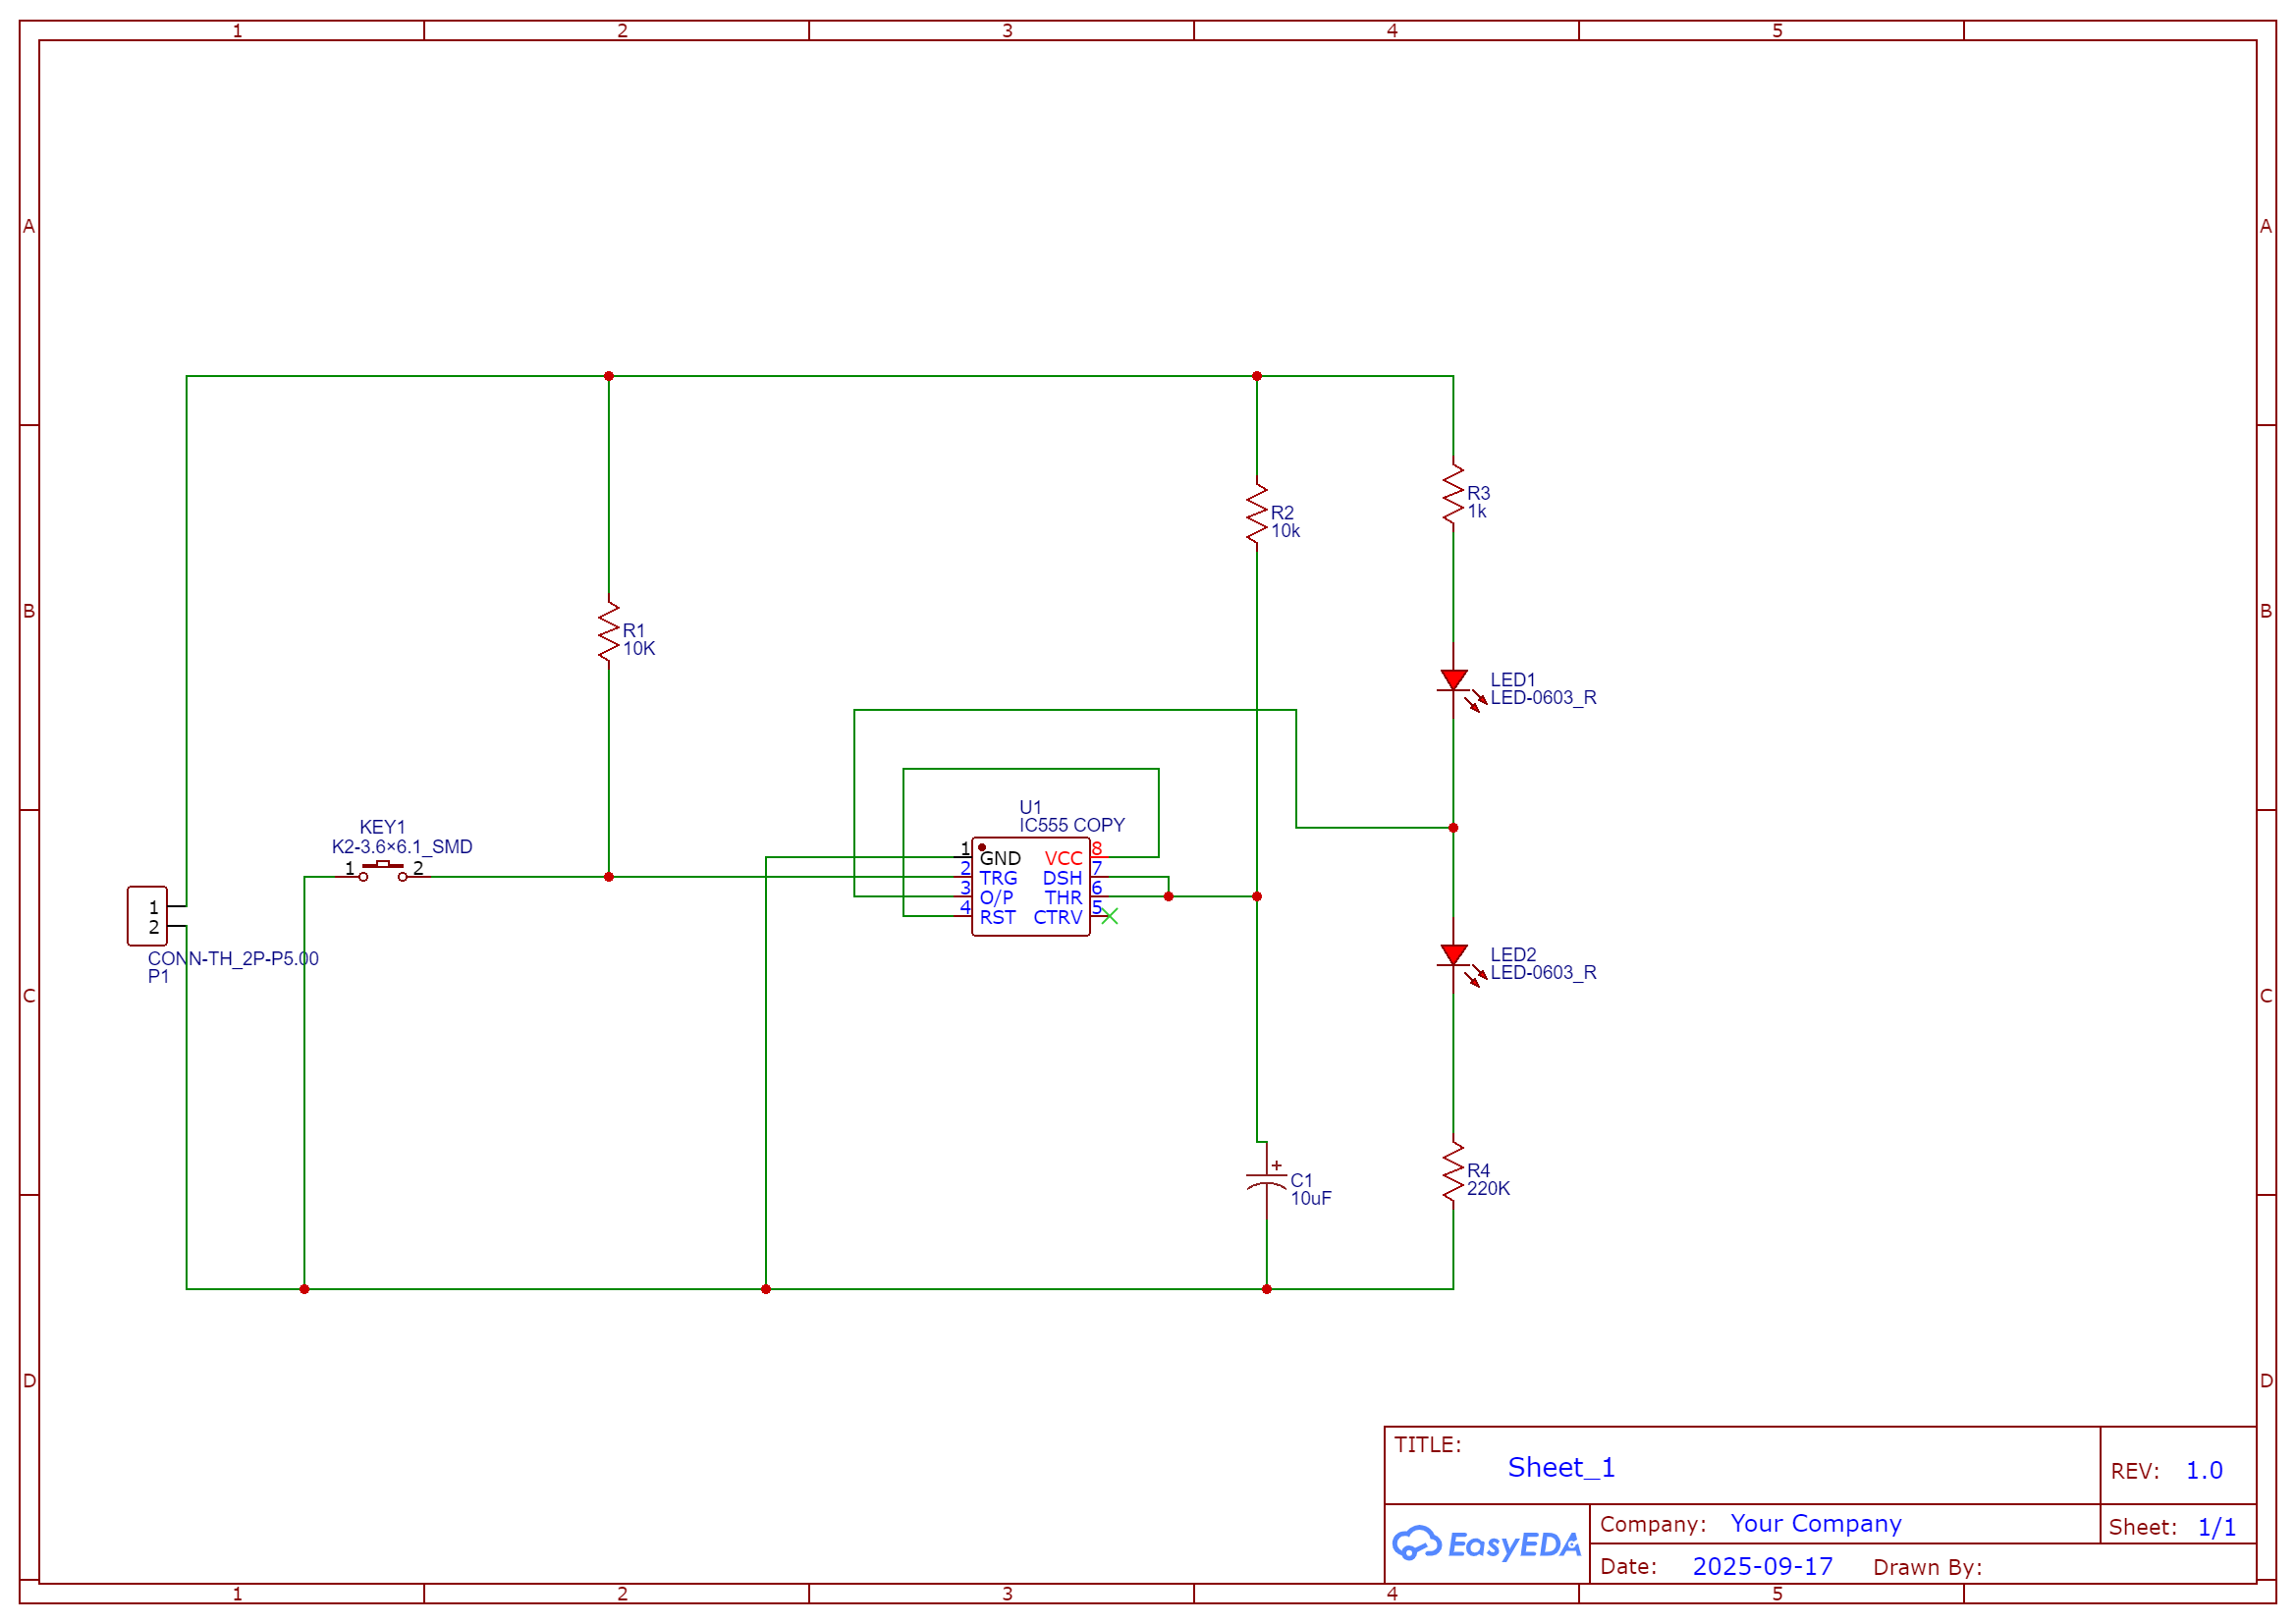 1 2 3 4 5
A A
R3
1k
R2
10k
B B
R1
10K
LED1
LED-0603_R
U1
IC555 COPY
KEY1
K2-3.6×6.1_SMD
1 2
1 GND VCC 8
2 TRG DSH 7
3 O/P THR 6
4 RST CTRV 5
1
2
CONN-TH_2P-P5.00
P1
LED2
LED-0603_R
C C
R4
220K
+
C1
10uF
D D
TITLE:
Sheet_1
REV: 1.0
EasyEDA
Company: Your Company
Sheet: 1/1
Date: 2025-09-17 Drawn By:
1 2 3 4 5